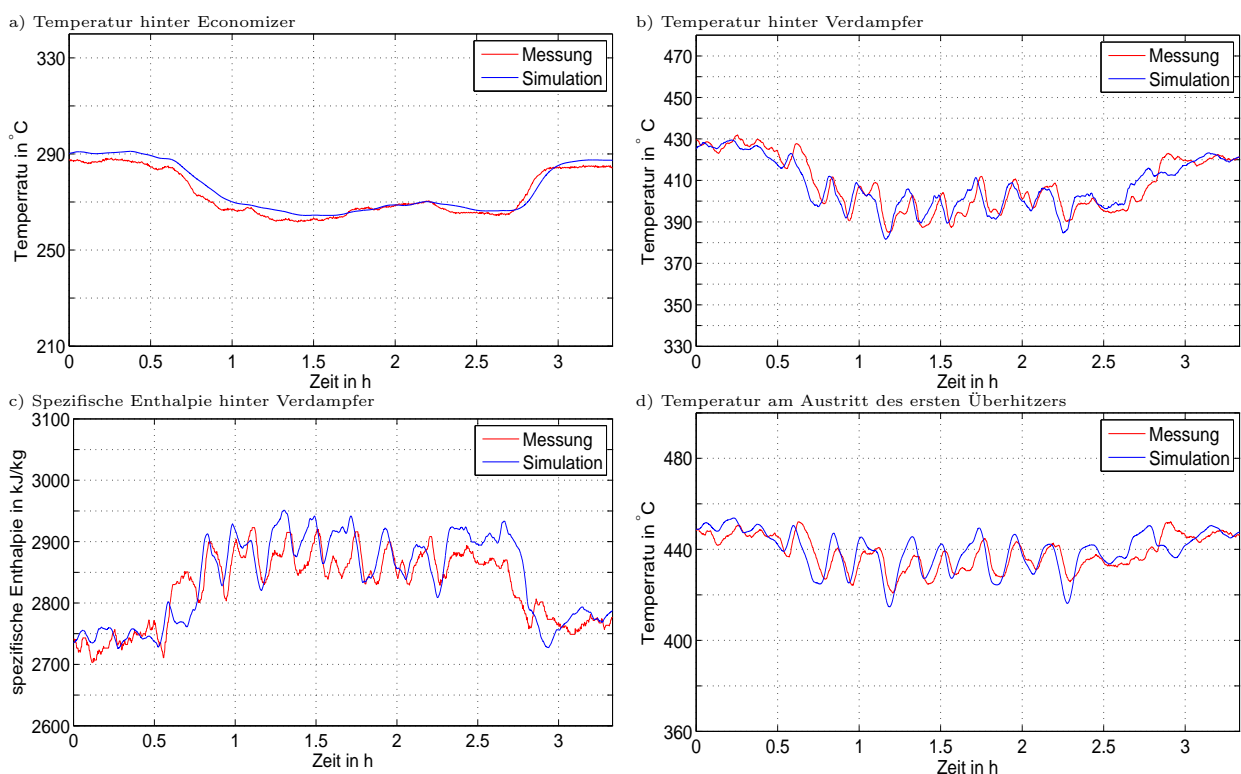 a) Temperatur hinter Economizer
330
290
250
210
Temperratu in °C
Messung
Simulation
0 0.5 1 1.5 2 2.5 3
Zeit in h
b) Temperatur hinter Verdampfer
470
450
430
410
390
370
350
330
Temperatur in °C
Messung
Simulation
0 0.5 1 1.5 2 2.5 3
Zeit in h
c) Spezifische Enthalpie hinter Verdampfer
3100
3000
2900
2800
2700
2600
spezifische Enthalpie in kJ/kg
Messung
Simulation
0 0.5 1 1.5 2 2.5 3
Zeit in h
d) Temperatur am Austritt des ersten Überhitzers
480
440
400
360
Temperratu in °C
Messung
Simulation
0 0.5 1 1.5 2 2.5 3
Zeit in h